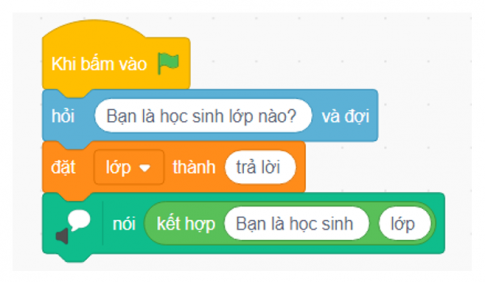 Khi bấm vào
hỏi Bạn là học sinh lớp nào? và đợi
đặt lớp thành trả lời
nói kết hợp Bạn là học sinh lớp